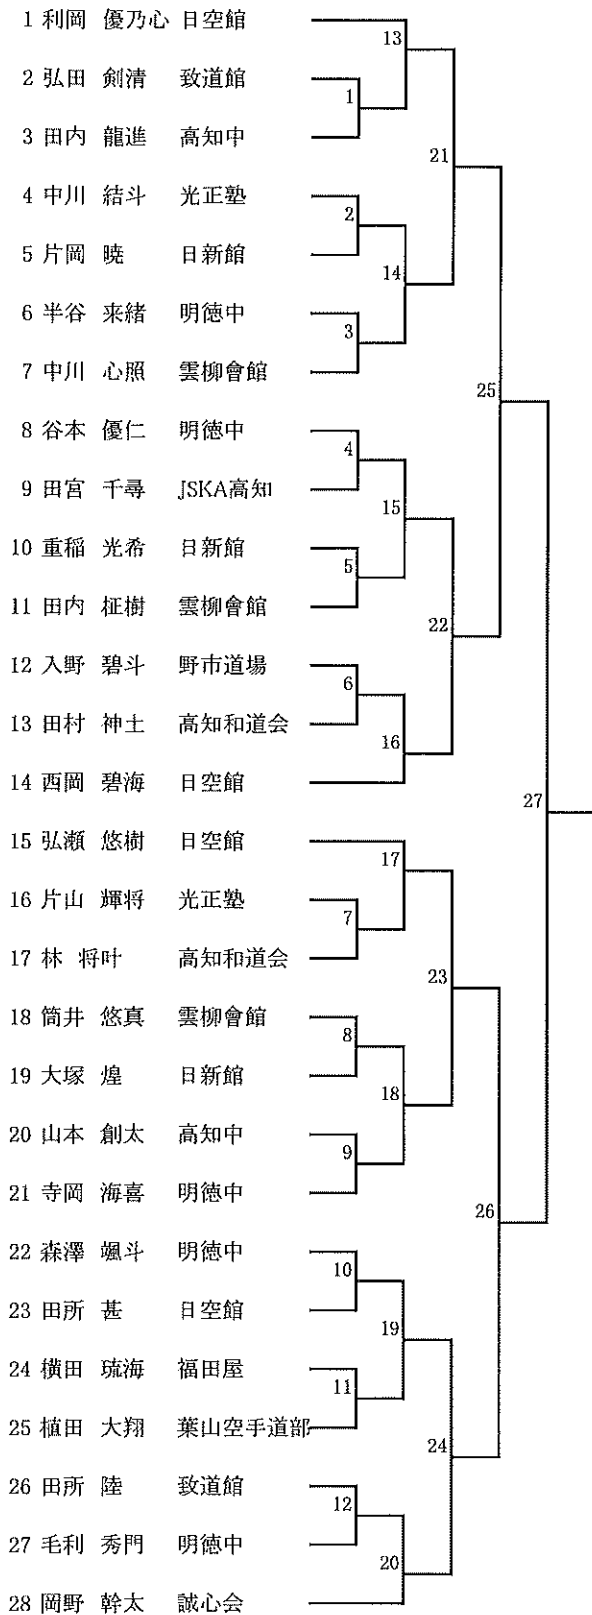 1 利岡 優乃心 日空館
13
2 弘田 剣清 致道館
1
3 田内 龍進 高知中
21
4 中川 結斗 光正塾
2
5 片岡 暁 日新館
14
6 半谷 来緒 明徳中
3
7 中川 心照 雲柳會館
25
8 谷本 優仁 明徳中
4
9 田宮 千尋 JSKA高知
15
10 重稲 光希 日新館
5
11 田内 柾樹 雲柳會館
22
12 入野 碧斗 野市道場
6
13 田村 神士 高知和道会
16
14 西岡 碧海 日空館
27
15 弘瀬 悠樹 日空館
17
16 片山 輝将 光正塾
7
17 林 将叶 高知和道会
23
18 筒井 悠真 雲柳會館
8
19 大塚 煌 日新館
18
20 山本 創太 高知中
9
21 寺岡 海喜 明徳中
26
22 森澤 颯斗 明徳中
10
23 田所 甚 日空館
19
24 横田 琉海 福田屋
11
25 植田 大翔 葉山空手道部
24
26 田所 陸 致道館
12
27 毛利 秀門 明徳中
20
28 岡野 幹太 誠心会